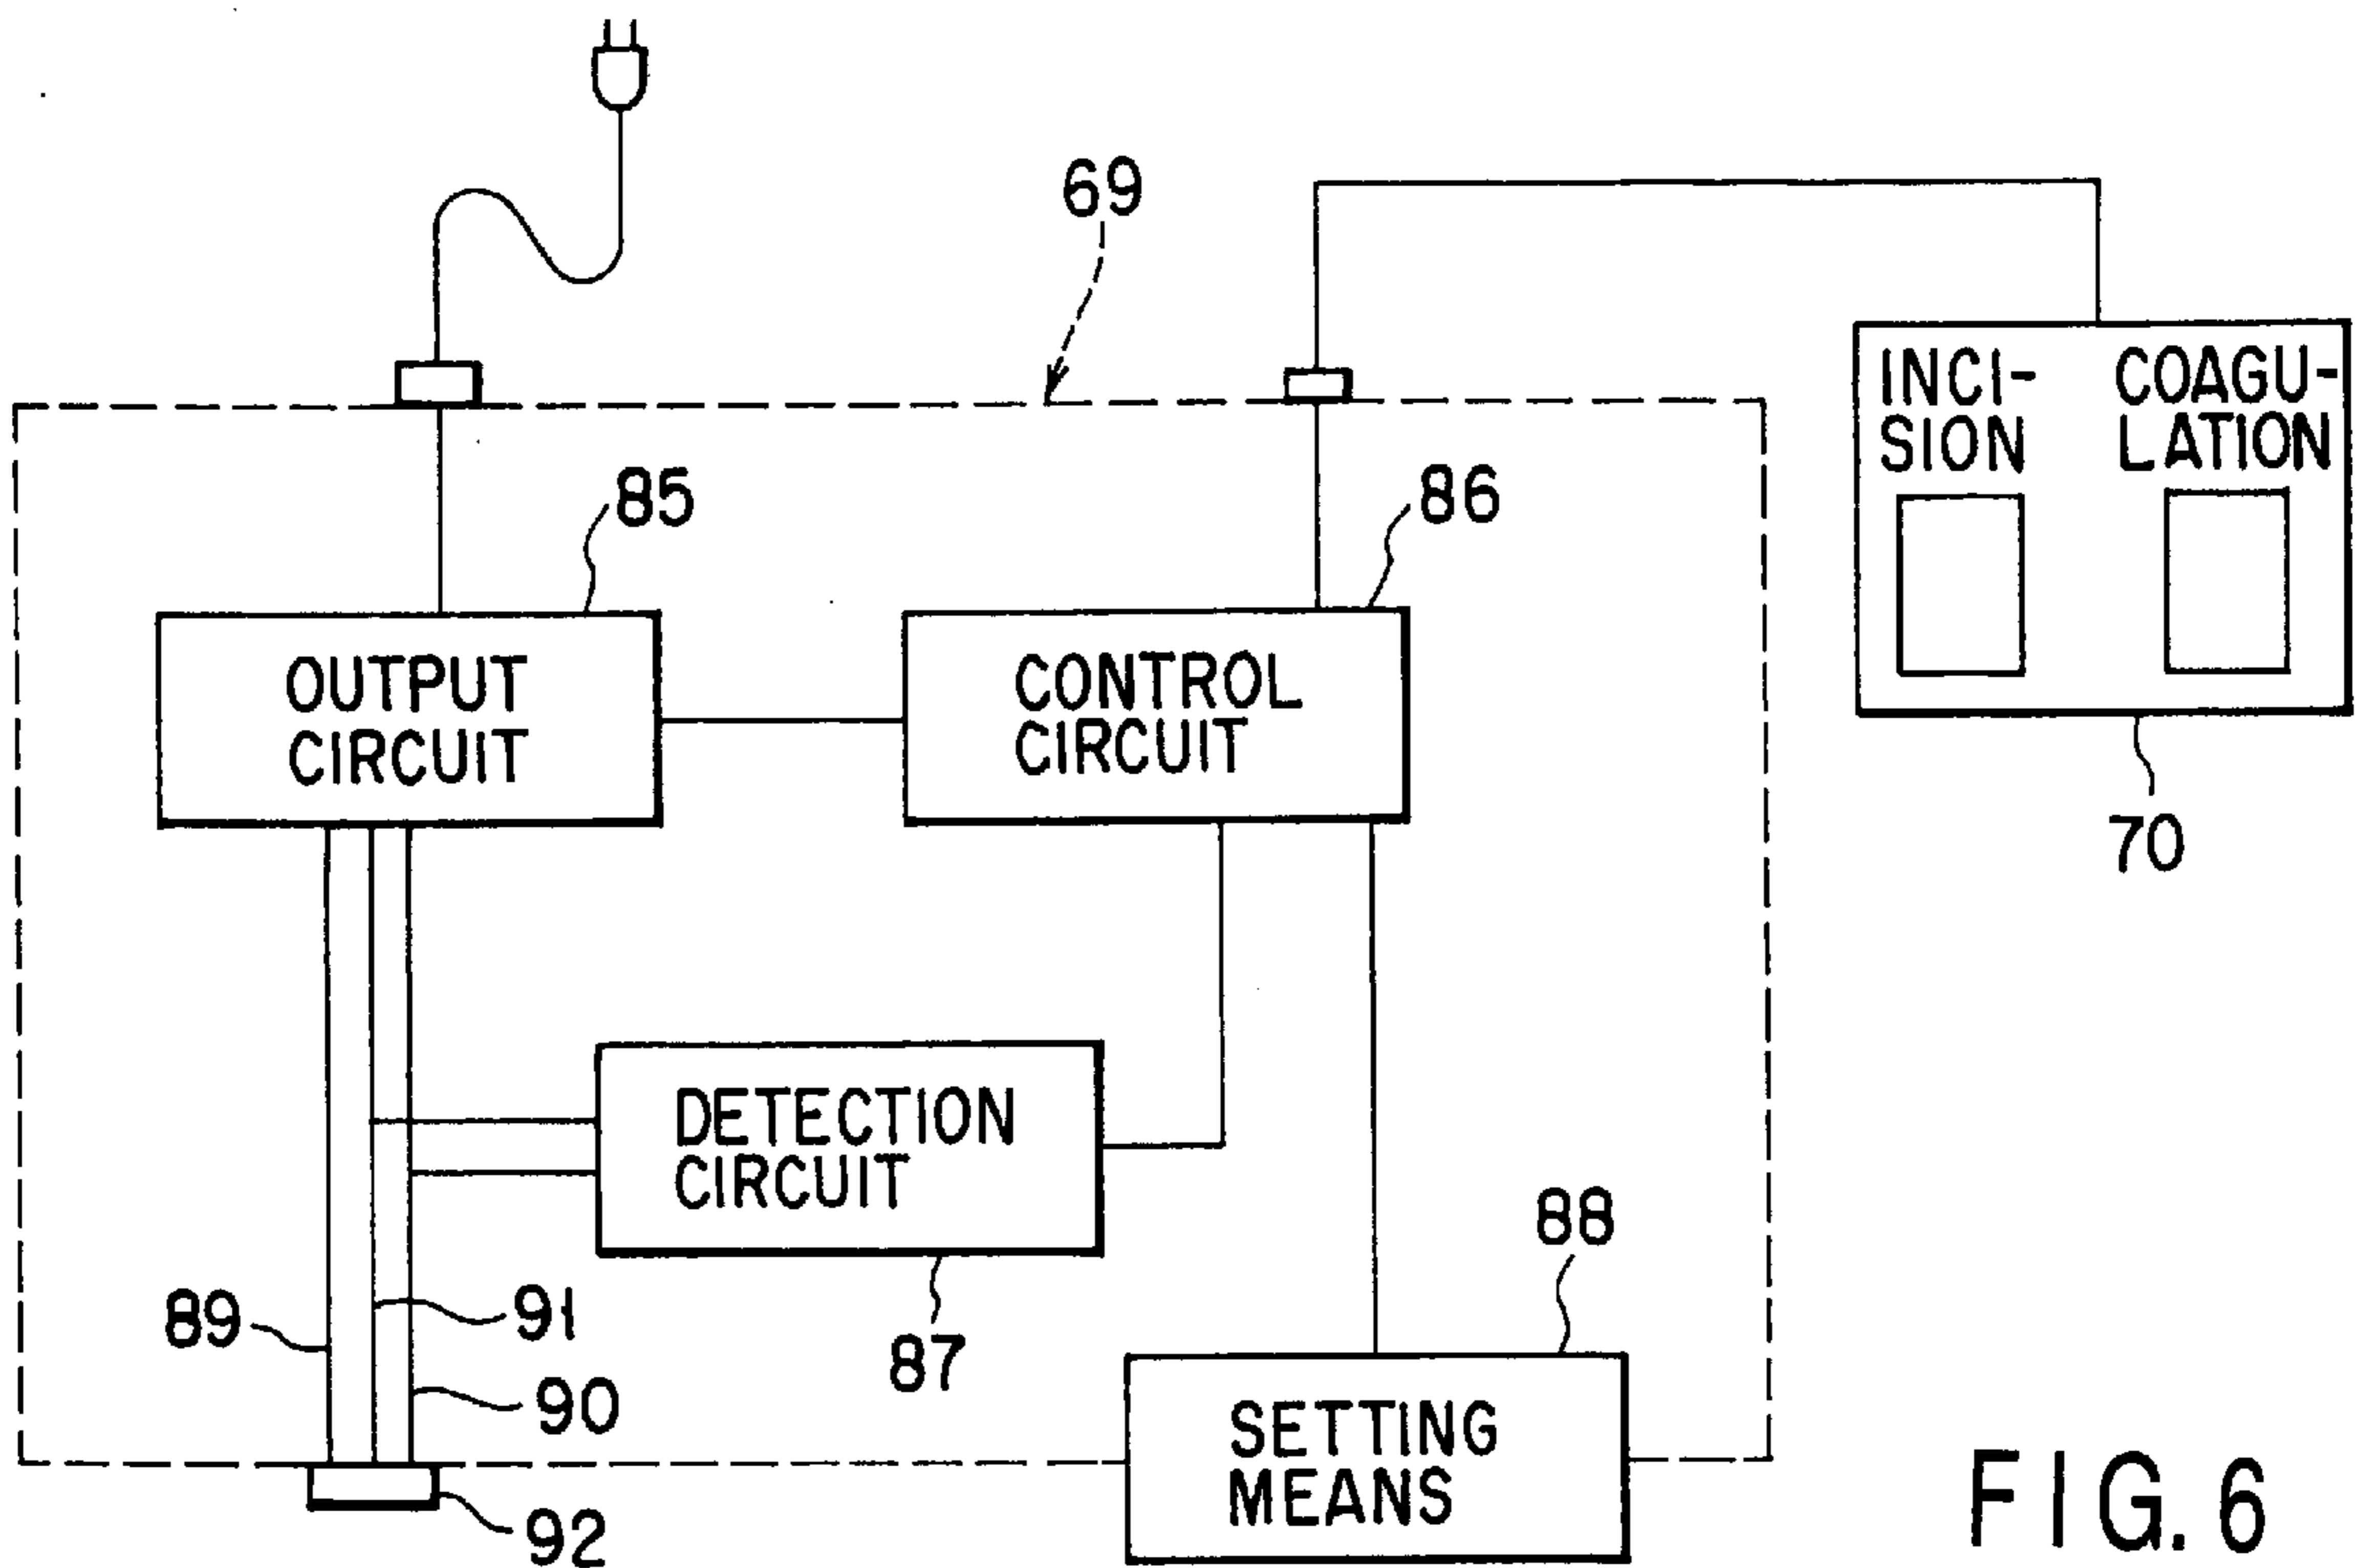 69
INCI-
SION
COAGU-
LATION
85
86
OUTPUT
CIRCUIT
CONTROL
CIRCUIT
70
DETECTION
CIRCUIT
88
89
91
87
90
SETTING
MEANS
92
FIG. 6